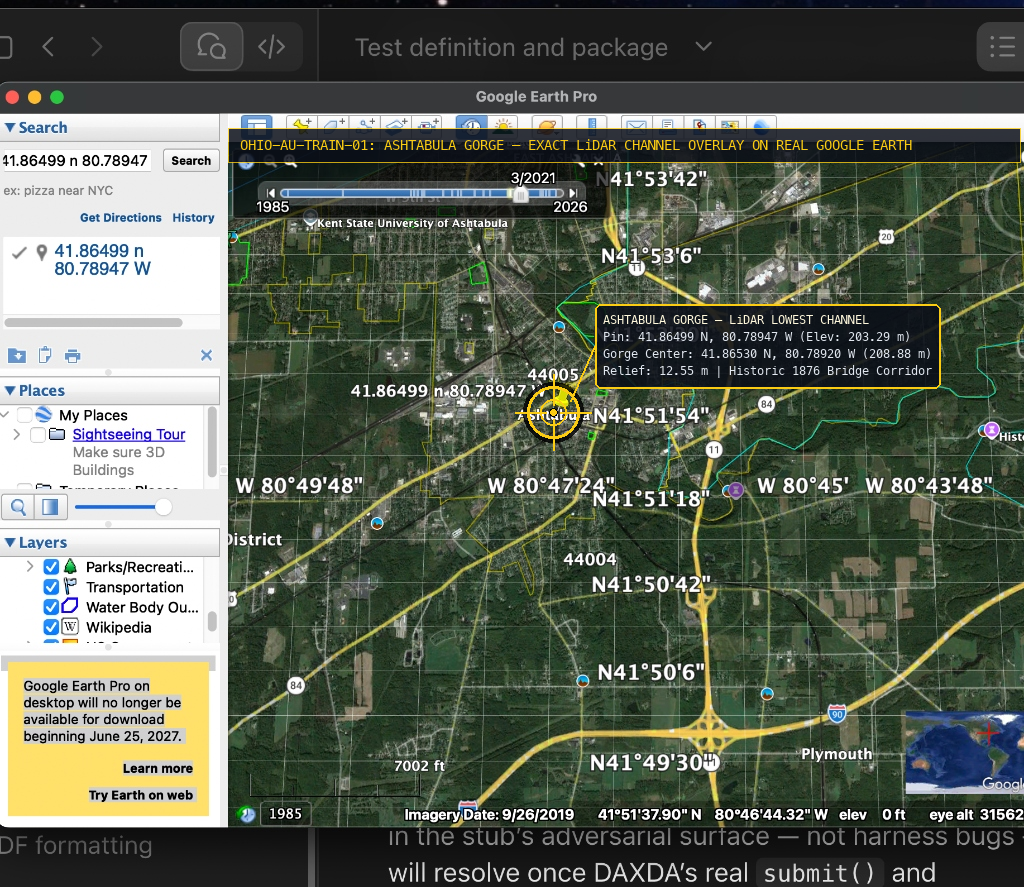 Test definition and package
Google Earth Pro
Search
41.86499 n 80.78947
Search
ex: pizza near NYC
Get Directions
History
41.86499 n
80.78947 W
Places
My Places
Sightseeing Tour
Make sure 3D
Buildings
Layers
Parks/Recreati...
Transportation
Water Body Ou...
Wikipedia
Google Earth Pro on
desktop will no longer be
available for download
beginning June 25, 2027.
Learn more
Try Earth on web
OHIO-AU-TRAIN-01: ASHTABULA GORGE — EXACT LiDAR CHANNEL OVERLAY ON REAL GOOGLE EARTH
3/2021
1985
2026
N41°53'42"
Kent State University of Ashtabula
20
N41°53'6"
11
ASHTABULA GORGE — LiDAR LOWEST CHANNEL
Pin: 41.86499 N, 80.78947 W (Elev: 203.29 m)
Gorge Center: 41.86530 N, 80.78920 W (208.88 m)
Relief: 12.55 m | Historic 1876 Bridge Corridor
44005
41.86499 n 80.78947
84
Ashtabula
N41°51'54"
11
Histo
W 80°49'48"
W 80°47'24"
W 80°45'
W 80°43'48"
N41°51'18"
District
44004
N41°50'42"
N41°50'6"
84
90
Plymouth
N41°49'30"
7002 ft
Google
1985
Imagery Date: 9/26/2019
41°51'37.90" N
80°46'44.32" W
elev
0 ft
eye alt
31562
DF formatting
in the stub's adversarial surface — not harness bugs
will resolve once DAXDA's real submit() and